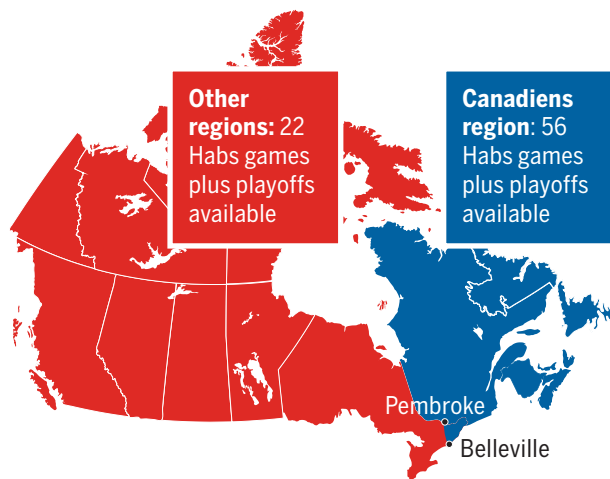 Other
regions: 22
Habs games
plus playoffs
available
Canadiens
region: 56
Habs games
plus playoffs
available
Pembroke
Belleville